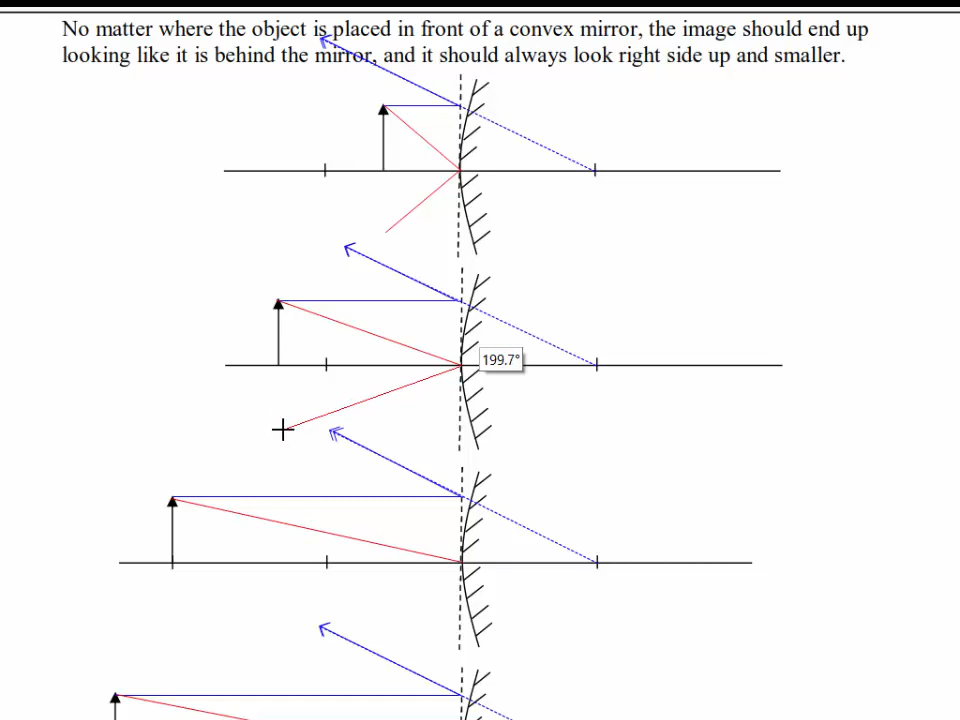 No matter where the object is placed in front of a convex mirror, the image should end up
looking like it is behind the mirror, and it should always look right side up and smaller.
199.7°